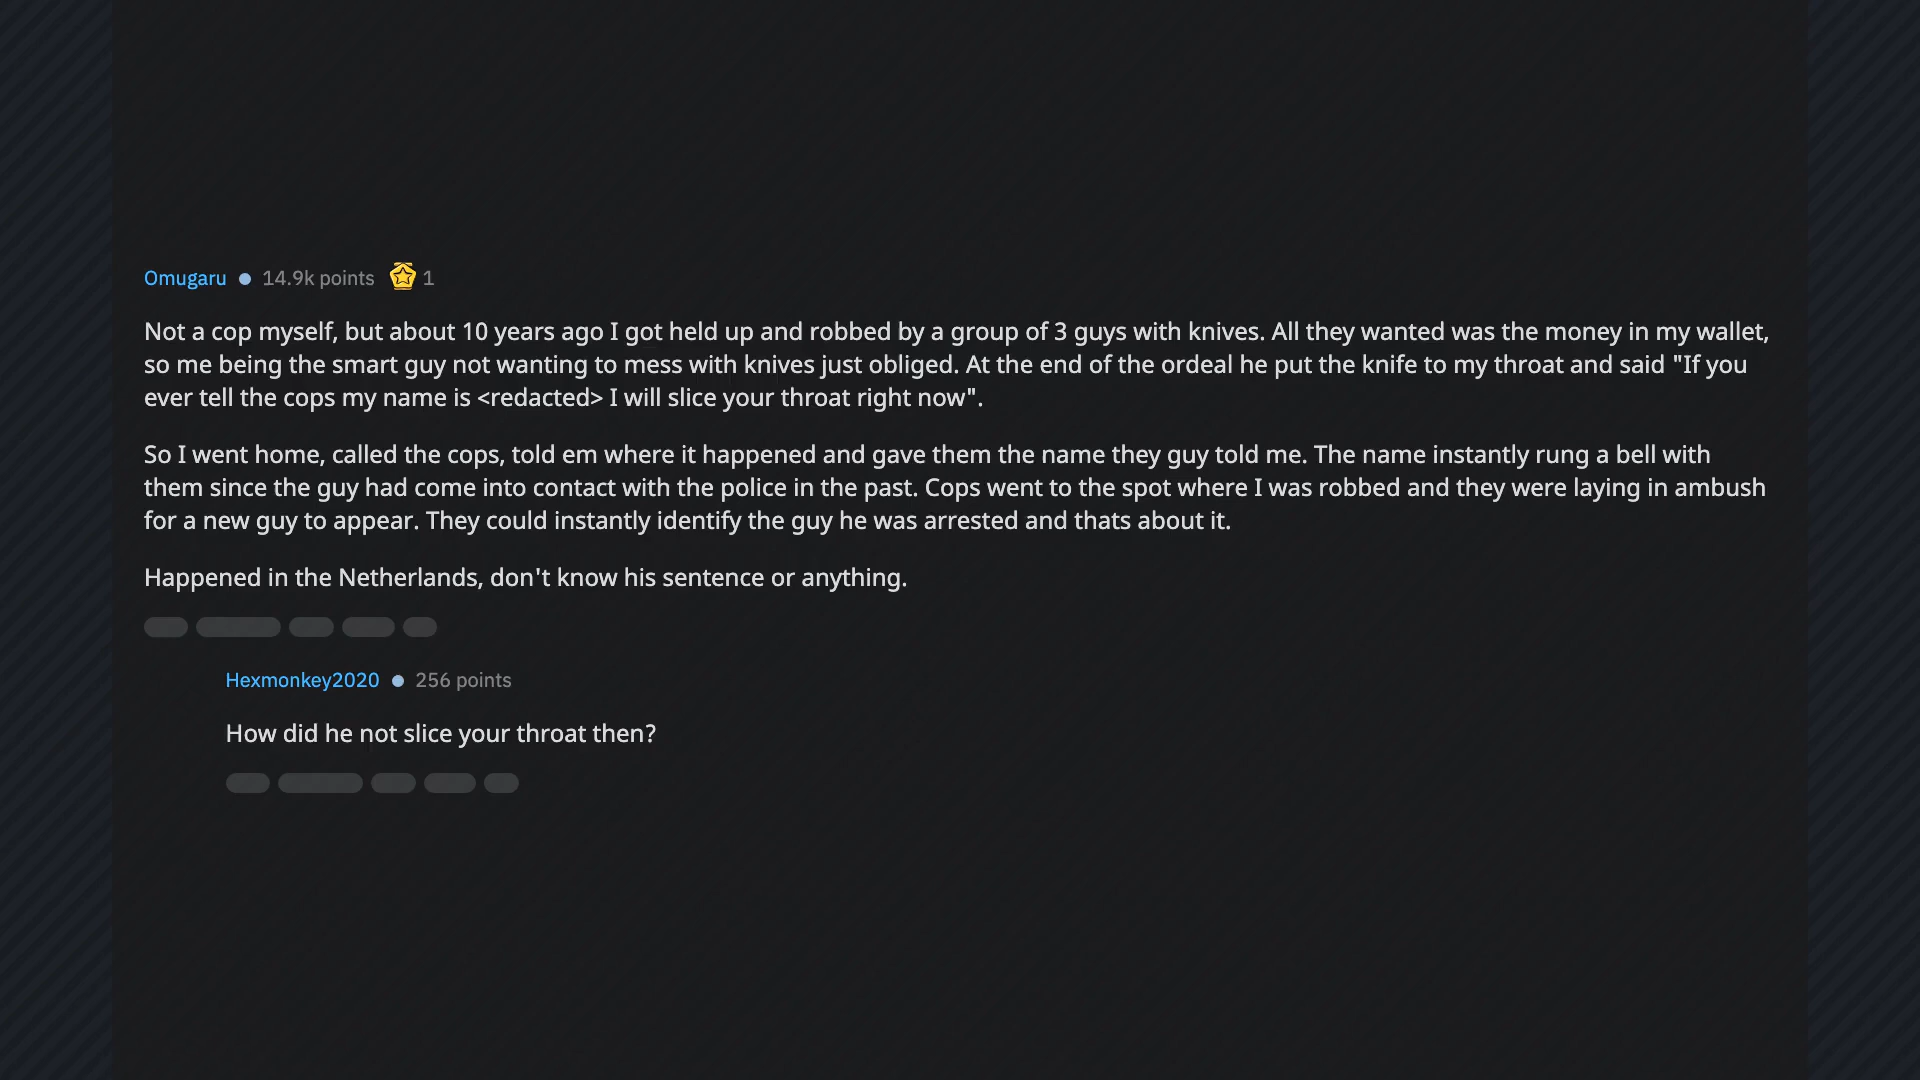 Omugaru 14.9k points 1
Not a cop myself, but about 10 years ago I got held up and robbed by a group of 3 guys with knives. All they wanted was the money in my wallet,
so me being the smart guy not wanting to mess with knives just obliged. At the end of the ordeal he put the knife to my throat and said "If you
ever tell the cops my name is <redacted> I will slice your throat right now".
So I went home, called the cops, told em where it happened and gave them the name they guy told me. The name instantly rung a bell with
them since the guy had come into contact with the police in the past. Cops went to the spot where I was robbed and they were laying in ambush
for a new guy to appear. They could instantly identify the guy he was arrested and thats about it.
Happened in the Netherlands, don't know his sentence or anything.
Hexmonkey2020 256 points
How did he not slice your throat then?